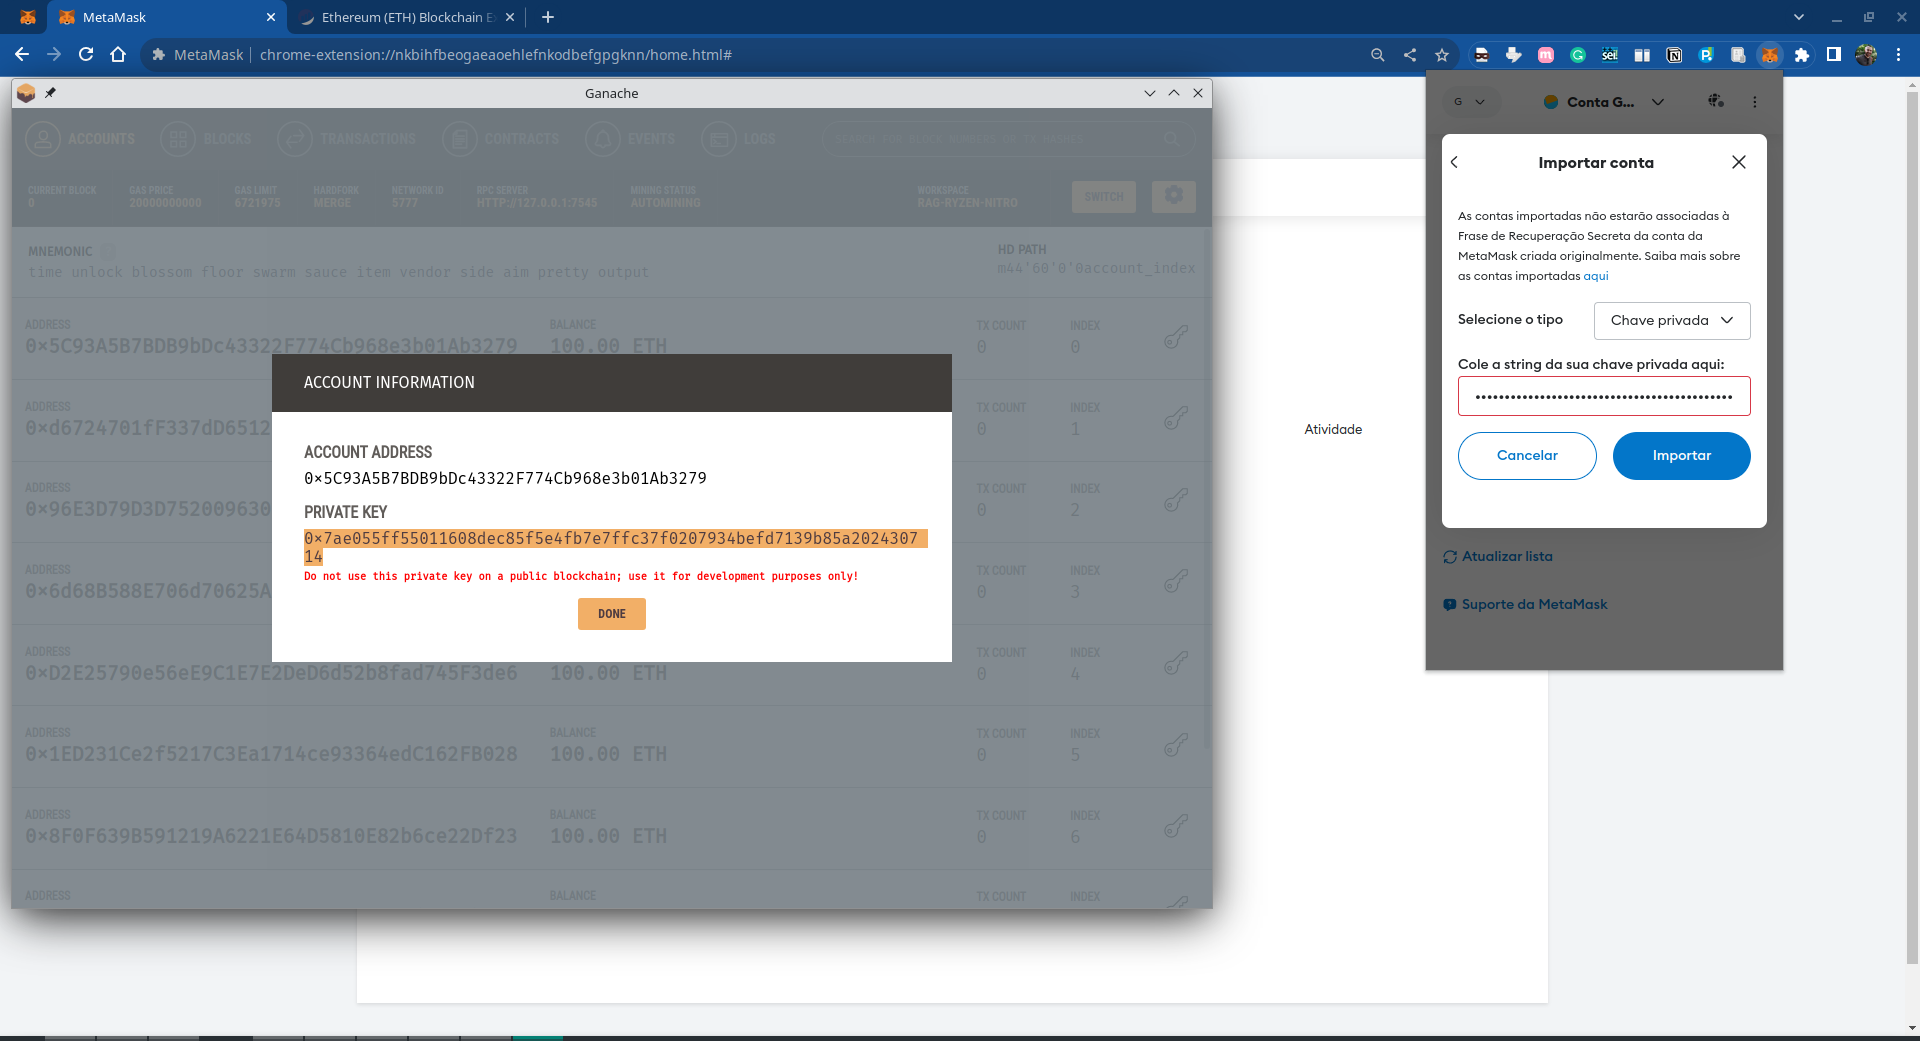 MetaMask
Ethereum (ETH) Blockchain E
MetaMask
chrome-extension://nkbihfbeogaeaoehlefnkodbefgpgknn/home.html#
Ganache
ACCOUNTS
BLOCKS
TRANSACTIONS
CONTRACTS
EVENTS
LOGS
SEARCH FOR BLOCK NUMBERS OR TX HASHES
CURRENT BLOCK
0
GAS PRICE
20000000000
GAS LIMIT
6721975
HARDFORK
MERGE
NETWORK ID
5777
RPC SERVER
HTTP://127.0.0.1:7545
MINING STATUS
AUTOMINING
WORKSPACE
RAG-RYZEN-NITRO
SWITCH
MNEMONIC
time unlock blossom floor swarm sauce item vendor side aim pretty output
HD PATH
m44'60'0'0account_index
ADDRESS
0×5C93A5B7BDB9bDc43322F774Cb968e3b01Ab3279
BALANCE
100.00 ETH
TX COUNT
0
INDEX
0
ADDRESS
0×d6724701fF337dD6512
TX COUNT
0
INDEX
1
ADDRESS
0×96E3D79D3D752009630
TX COUNT
0
INDEX
2
ADDRESS
0×6d68B588E706d70625A
TX COUNT
0
INDEX
3
ADDRESS
0×D2E25790e56eE9C1E7E2DeD6d52b8fad745F3de6
100.00 ETH
TX COUNT
0
INDEX
4
ADDRESS
0×1ED231Ce2f5217C3Ea1714ce93364edC162FB028
BALANCE
100.00 ETH
TX COUNT
0
INDEX
5
ADDRESS
0×8F0F639B591219A6221E64D5810E82b6ce22Df23
BALANCE
100.00 ETH
TX COUNT
0
INDEX
6
ADDRESS
BALANCE
TX COUNT
INDEX
ACCOUNT INFORMATION
ACCOUNT ADDRESS
0×5C93A5B7BDB9bDc43322F774Cb968e3b01Ab3279
PRIVATE KEY
0×7ae055ff55011608dec85f5e4fb7e7ffc37f0207934befd7139b85a2024307
14
Do not use this private key on a public blockchain; use it for development purposes only!
DONE
Atividade
G
Conta G...
Importar conta
As contas importadas não estarão associadas à
Frase de Recuperação Secreta da conta da
MetaMask criada originalmente. Saiba mais sobre
as contas importadas aqui
Selecione o tipo
Chave privada
Cole a string da sua chave privada aqui:
Cancelar
Importar
Atualizar lista
Suporte da MetaMask